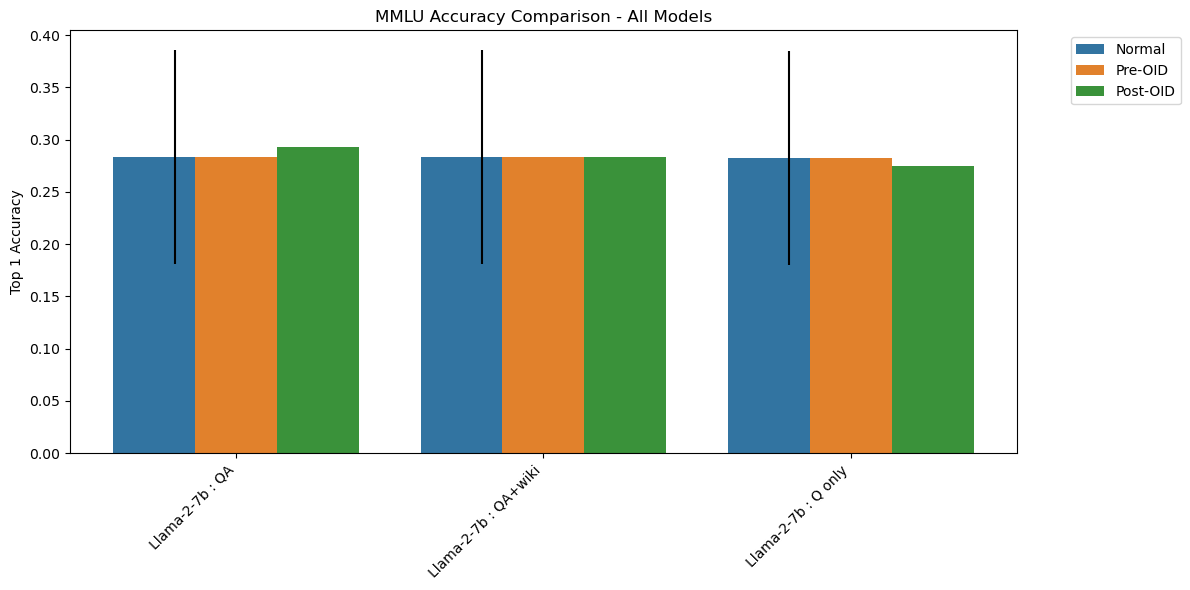 MMLU Accuracy Comparison - All Models
Normal
Pre-OID
Post-OID
Top 1 Accuracy
0.40
0.35
0.30
0.25
0.20
0.15
0.10
0.05
0.00
Llama-2-7b : QA
Llama-2-7b : QA+wiki
Llama-2-7b : Q only